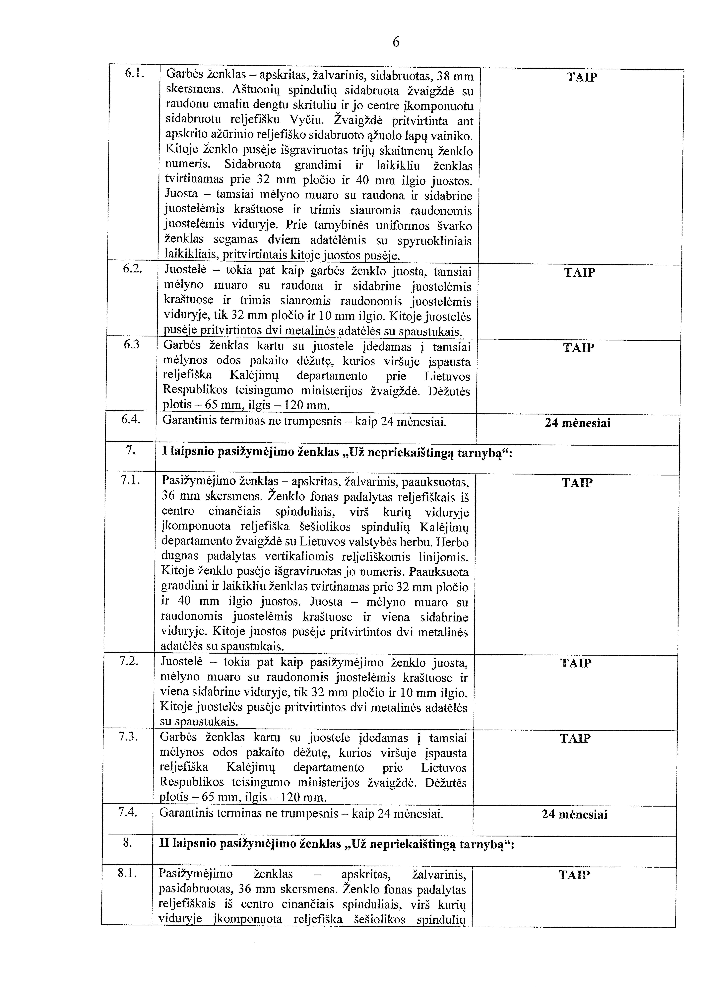 6
6.1.
Garbės ženklas – apskritas, žalvarinis, sidabruotas, 38 mm
TAIP
skersmens. Aštuonių spindulių sidabruota žvaigždė su
raudonu emaliu dengtu skrituliu ir jo centre įkomponuotu
sidabruotu reljefišku Vyčiu. Žvaigždė pritvirtinta ant
apskrito ažūrinio reljefiško sidabruoto ąžuolo lapų vainiko.
Kitoje ženklo pusėje išgraviruotas trijų skaitmenų ženklo
numeris. Sidabruota grandimi ir laikikliu ženklas
tvirtinamas prie 32 mm pločio ir 40 mm ilgio juostos.
Juosta – tamsiai mėlyno muaro su raudona ir sidabrine
juostelėmis kraštuose ir trimis siauromis raudonomis
juostelėmis viduryje. Prie tarnybinės uniformos švarko
ženklas segamas dviem adatėlėmis su spyruokliniais
laikikliais, pritvirtintais kitoje juostos pusėje.
6.2.
Juostelė – tokia pat kaip garbės ženklo juosta, tamsiai
TAIP
mėlyno muaro su raudona ir sidabrine juostelėmis
kraštuose ir trimis siauromis raudonomis juostelėmis
viduryje, tik 32 mm pločio ir 10 mm ilgio. Kitoje juostelės
pusėje pritvirtintos dvi metalinės adatėlės su spaustukais.
6.3
Garbės ženklas kartu su juostele įdedamas į tamsiai
TAIP
mėlynos odos pakaito dėžutę, kurios viršuje įspausta
reljefiška Kalėjimų departamento prie Lietuvos
Respublikos teisingumo ministerijos žvaigždė. Dėžutės
plotis – 65 mm, ilgis – 120 mm.
6.4.
Garantinis terminas ne trumpesnis – kaip 24 mėnesiai.
24 mėnesiai
7.
I laipsnio pasižymėjimo ženklas „Už nepriekaištingą tarnybą“:
7.1.
Pasižymėjimo ženklas – apskritas, žalvarinis, paauksuotas,
TAIP
36 mm skersmens. Ženklo fonas padalytas reljefiškais iš
centro einančiais spinduliais, virš kurių viduryje
įkomponuota reljefiška šešiolikos spindulių Kalėjimų
departamento žvaigždė su Lietuvos valstybės herbu. Herbo
dugnas padalytas vertikaliomis reljefiškomis linijomis.
Kitoje ženklo pusėje išgraviruotas jo numeris. Paauksuota
grandimi ir laikikliu ženklas tvirtinamas prie 32 mm pločio
ir 40 mm ilgio juostos. Juosta – mėlyno muaro su
raudonomis juostelėmis kraštuose ir viena sidabrine
viduryje. Kitoje juostos pusėje pritvirtintos dvi metalinės
adatėlės su spaustukais.
7.2.
Juostelė – tokia pat kaip pasižymėjimo ženklo juosta,
TAIP
mėlyno muaro su raudonomis juostelėmis kraštuose ir
viena sidabrine viduryje, tik 32 mm pločio ir 10 mm ilgio.
Kitoje juostelės pusėje pritvirtintos dvi metalinės adatėlės
su spaustukais.
7.3.
Garbės ženklas kartu su juostele įdedamas į tamsiai
TAIP
mėlynos odos pakaito dėžutę, kurios viršuje įspausta
reljefiška Kalėjimų departamento prie Lietuvos
Respublikos teisingumo ministerijos žvaigždė. Dėžutės
plotis – 65 mm, ilgis – 120 mm.
7.4.
Garantinis terminas ne trumpesnis – kaip 24 mėnesiai.
24 mėnesiai
8.
II laipsnio pasižymėjimo ženklas „Už nepriekaištingą tarnybą“:
8.1.
Pasižymėjimo ženklas – apskritas, žalvarinis,
TAIP
pasidabruotas, 36 mm skersmens. Ženklo fonas padalytas
reljefiškais iš centro einančiais spinduliais, virš kurių
viduryje įkomponuota reljefiška šešiolikos spindulių